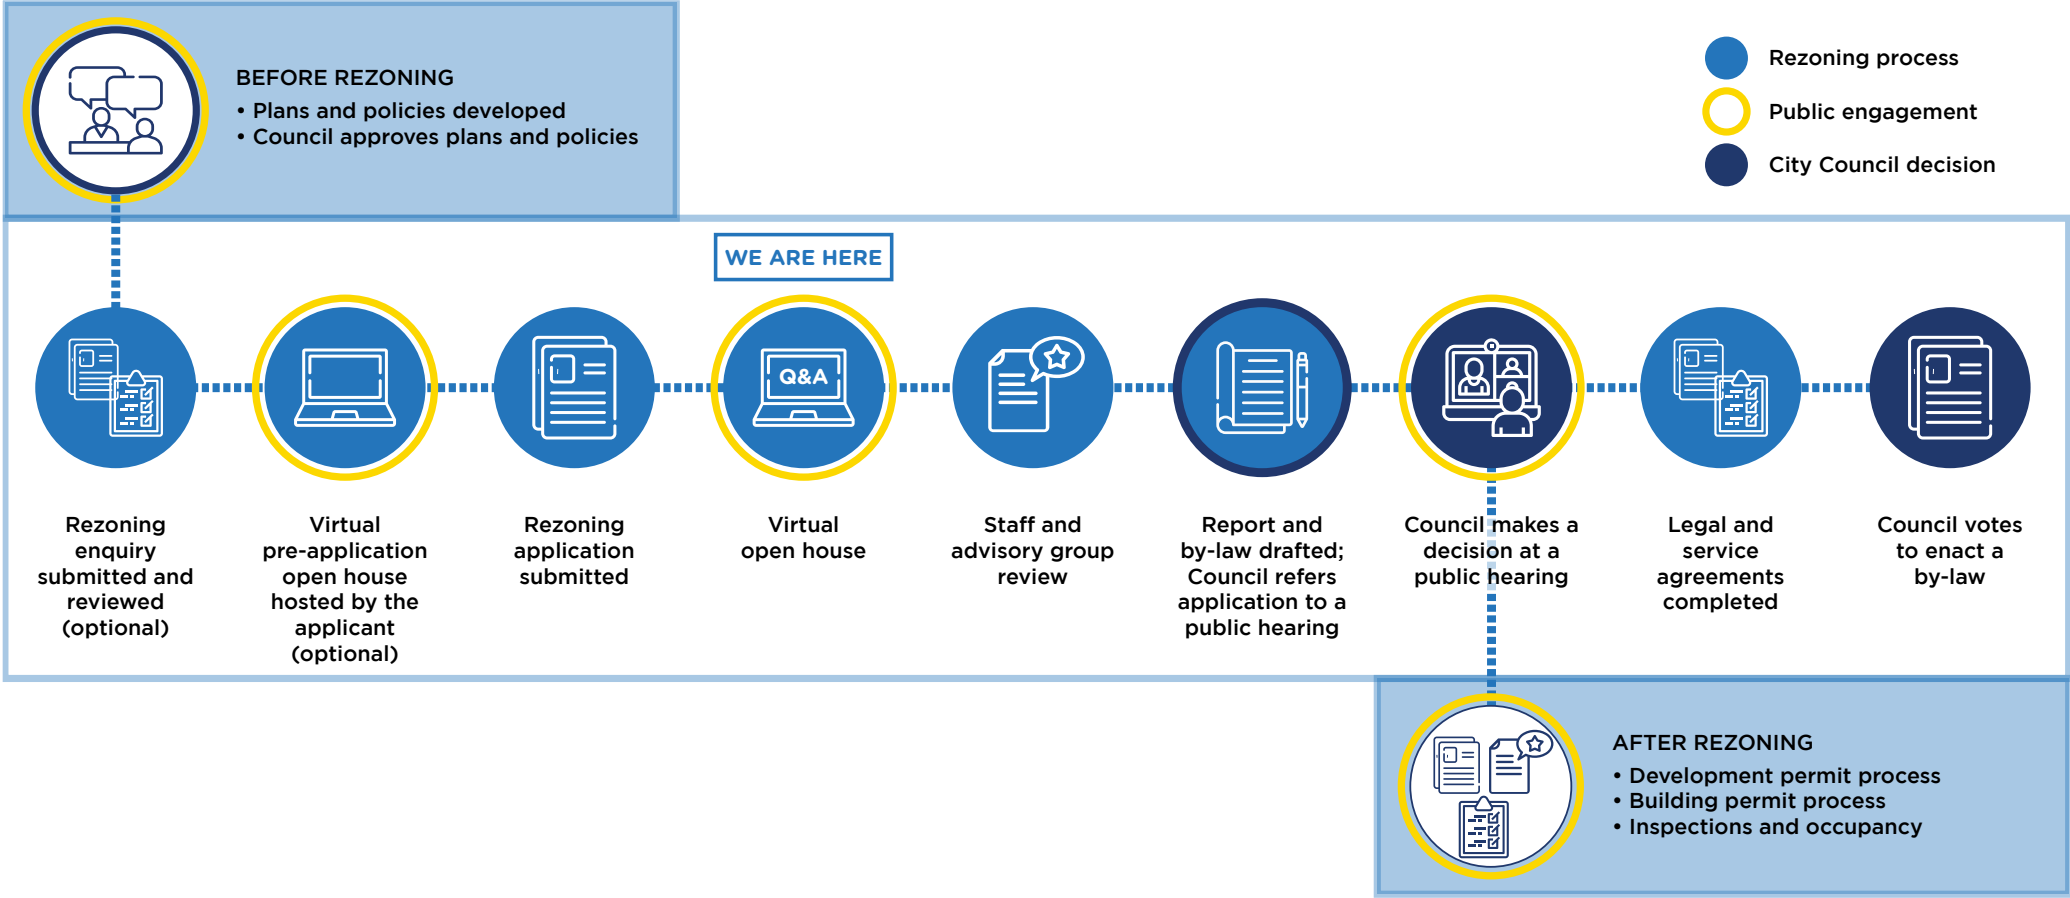 BEFORE REZONING
• Plans and policies developed
• Council approves plans and policies
Rezoning process
Public engagement
City Council decision
WE ARE HERE
Q&A
Rezoning
enquiry
submitted and
reviewed
(optional)
Virtual
pre-application
open house
hosted by the
applicant
(optional)
Rezoning
application
submitted
Virtual
open house
Staff and
advisory group
review
Report and
by-law drafted;
Council refers
application to a
public hearing
Council makes a
decision at a
public hearing
Legal and
service
agreements
completed
Council votes
to enact a
by-law
AFTER REZONING
• Development permit process
• Building permit process
• Inspections and occupancy